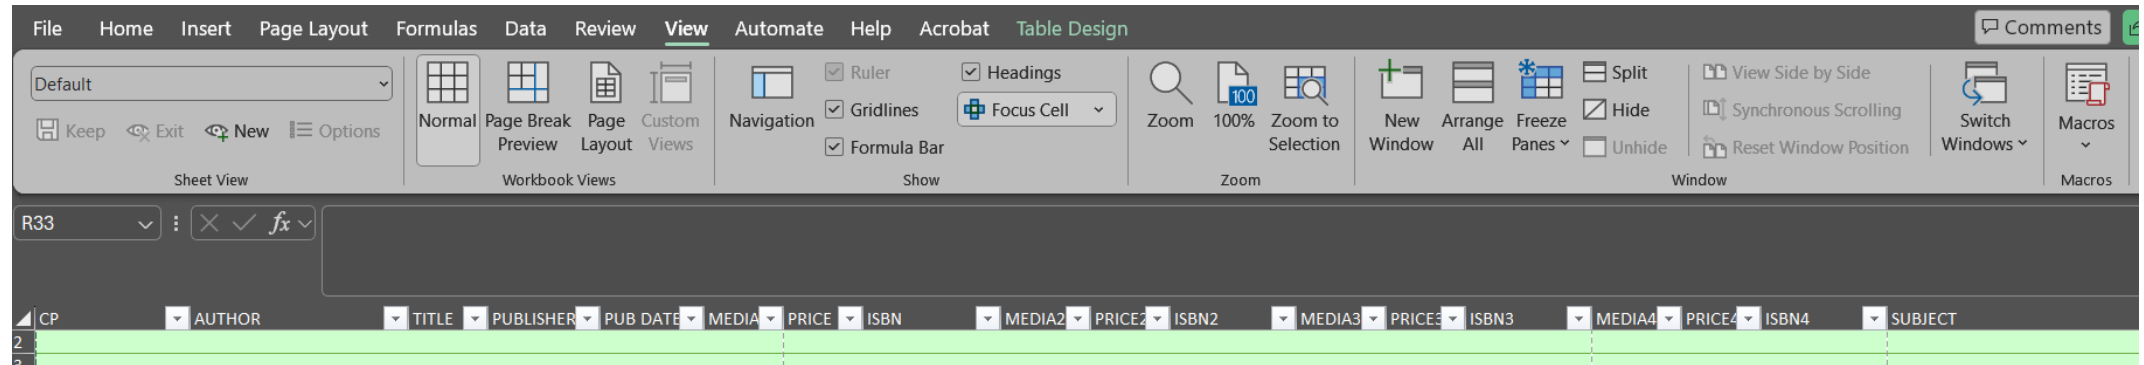 File Home Insert Page Layout Formulas Data Review View Automate Help Acrobat Table Design Comments
Default
Keep Exit New Options
Sheet View
Normal
Page Break Preview
Page Layout
Custom Views
Workbook Views
Navigation
Ruler
Gridlines
Formula Bar
Headings
Focus Cell
Show
Zoom
100
100%
Zoom to Selection
Zoom
New Window
Arrange All
Freeze Panes
Split
Hide
Unhide
View Side by Side
Synchronous Scrolling
Reset Window Position
Switch Windows
Window
Macros
Macros
R33
fx
CP AUTHOR TITLE PUBLISHER PUB DATE MEDIA PRICE ISBN MEDIA2 PRICE2 ISBN2 MEDIA3 PRICE3 ISBN3 MEDIA4 PRICE4 ISBN4 SUBJECT
2
3